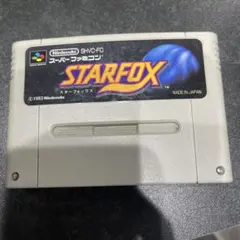 Nintendo SHVC-FO
スーパーファミコン
STARFOX
TM
スターフォックス
©1993 Nintendo
MADE IN JAPAN